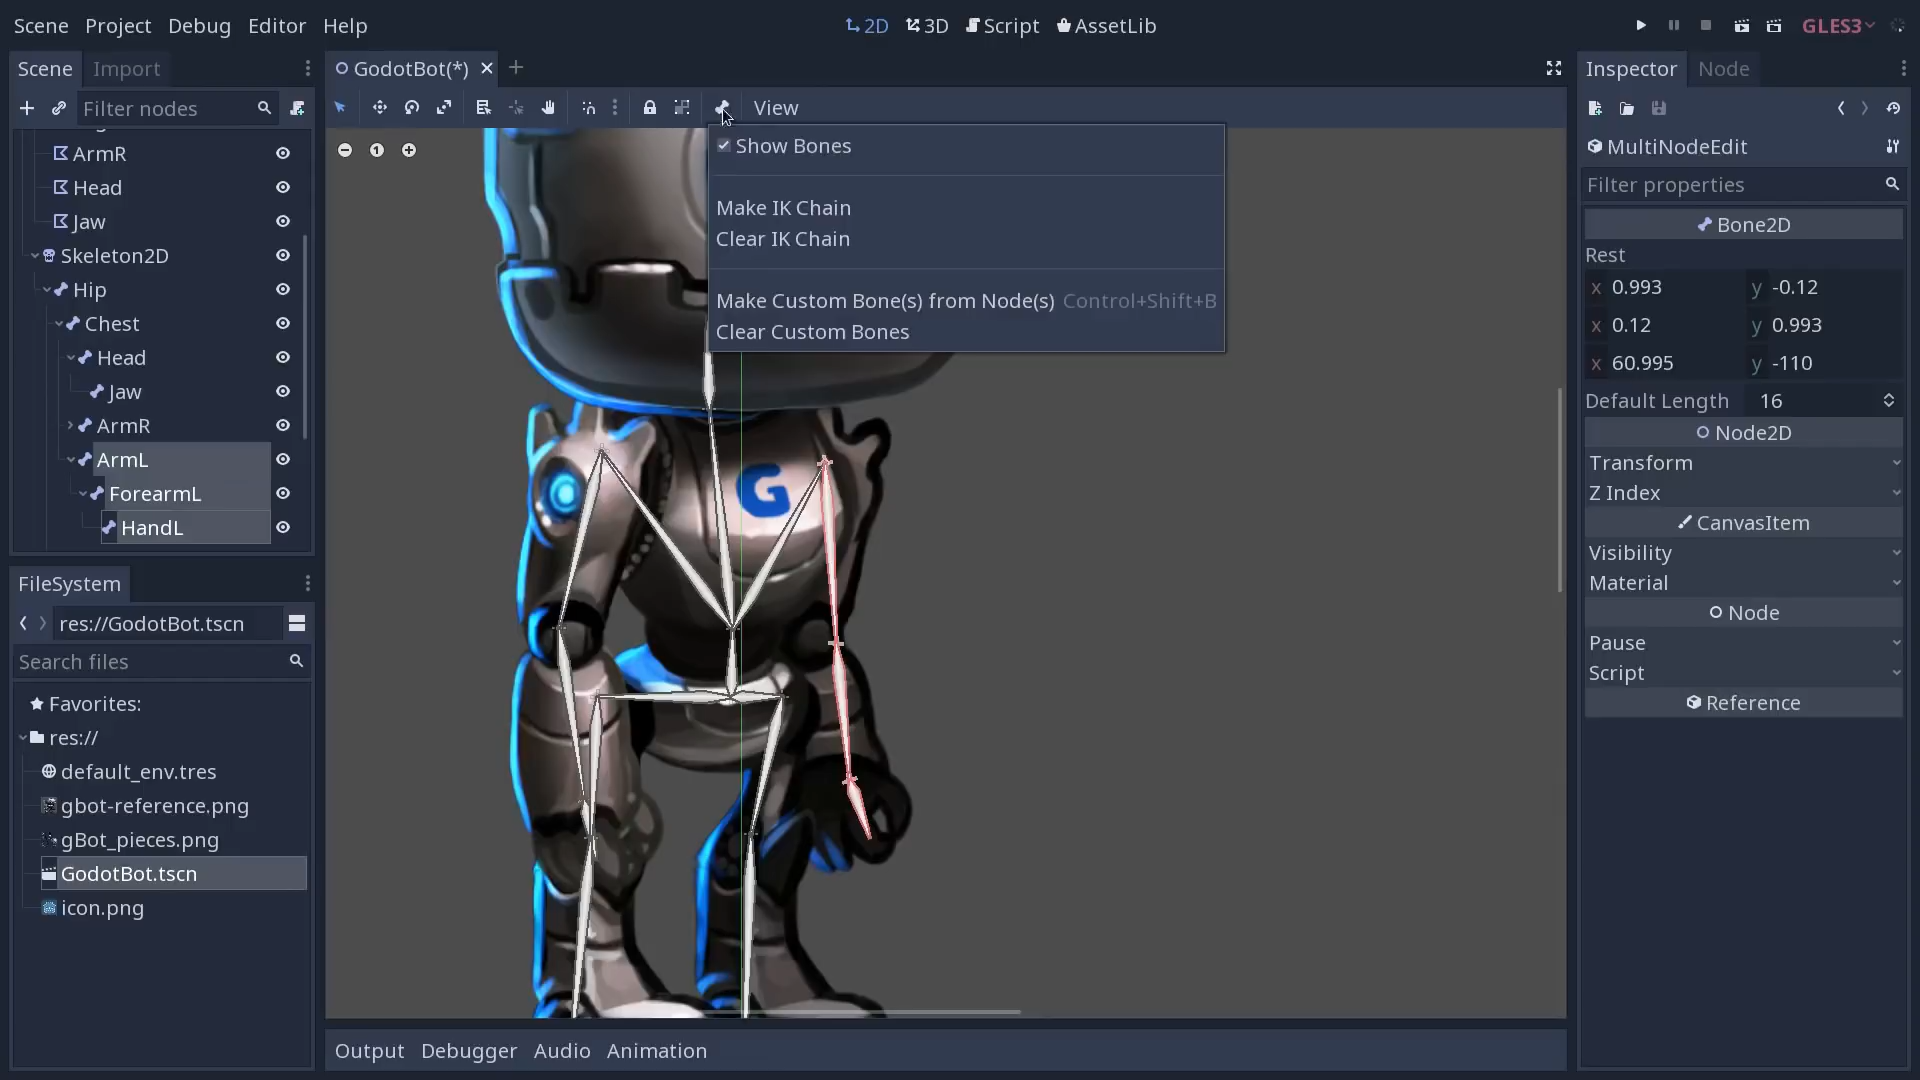 Scene Project Debug Editor Help
2D 3D Script AssetLib
GLES3
Scene Import
Filter nodes
ArmR
Head
Jaw
Skeleton2D
Hip
Chest
Head
Jaw
ArmR
ArmL
ForearmL
HandL
FileSystem
res://GodotBot.tscn
Search files
Favorites:
res://
default_env.tres
gbot-reference.png
gBot_pieces.png
GodotBot.tscn
icon.png
GodotBot(*)
View
1
Show Bones
Make IK Chain
Clear IK Chain
Make Custom Bone(s) from Node(s) Control+Shift+B
Clear Custom Bones
G
Output Debugger Audio Animation
Inspector Node
MultiNodeEdit
Filter properties
Bone2D
Rest
x 0.993 y -0.12
x 0.12 y 0.993
x 60.995 y -110
Default Length 16
Node2D
Transform
Z Index
CanvasItem
Visibility
Material
Node
Pause
Script
Reference